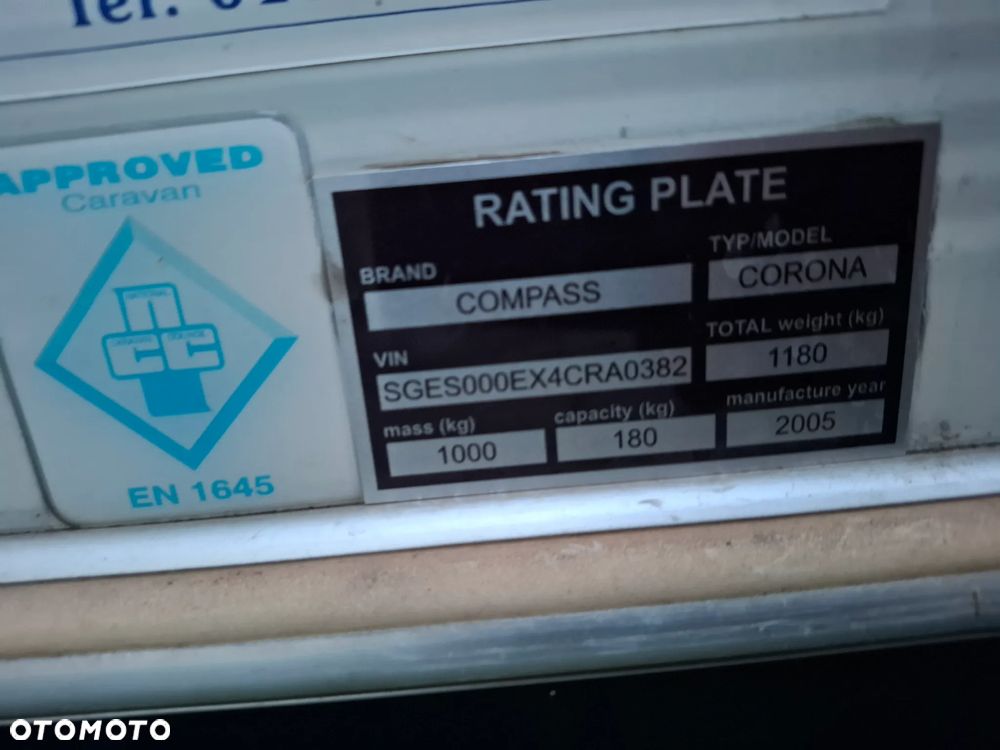 Tel.
APPROVED
Caravan
EN 1645
RATING PLATE
BRAND
COMPASS
TYP/MODEL
CORONA
VIN
SGES000EX4CRA0382
TOTAL weight (kg)
1180
mass (kg)
1000
capacity (kg)
180
manufacture year
2005
OTOMOTO